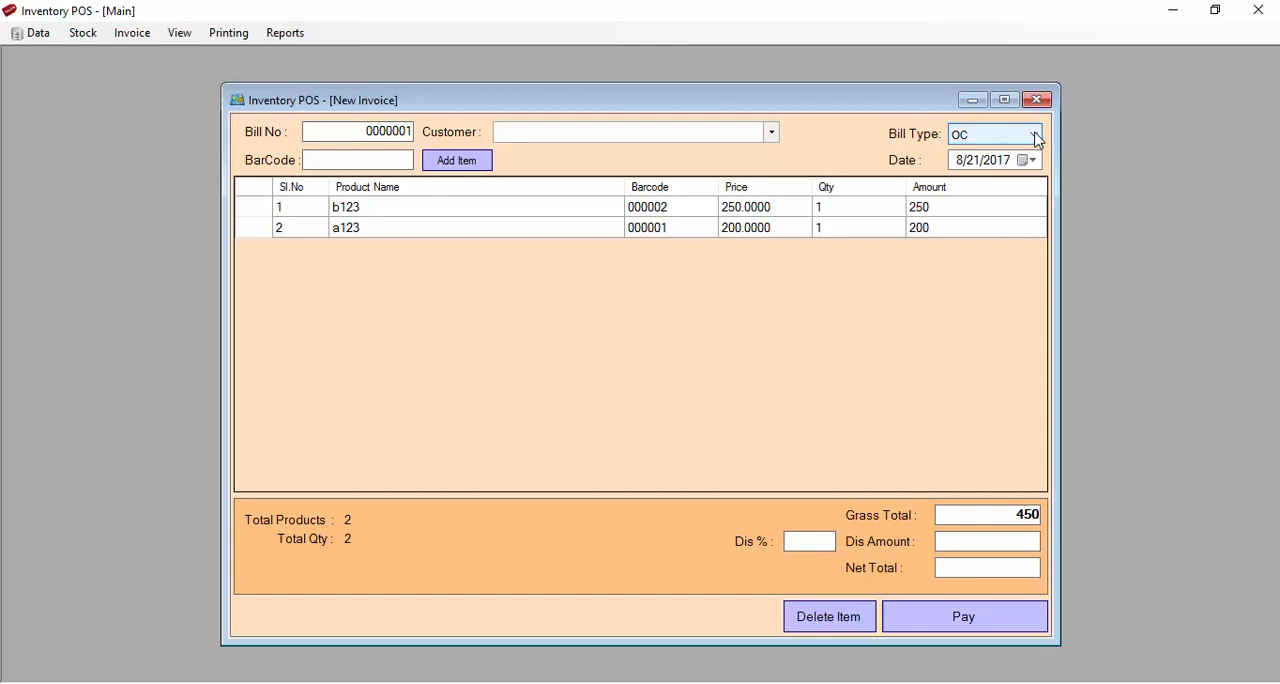 Inventory POS - [Main]
Data Stock Invoice View Printing Reports
Inventory POS - [New Invoice]
Bill No : 0000001 Customer : Bill Type: OC
BarCode : Add Item Date : 8/21/2017
Sl.No Product Name Barcode Price Qty Amount
1 b123 000002 250.0000 1 250
2 a123 000001 200.0000 1 200
Total Products : 2 Grass Total : 450
Total Qty : 2 Dis % : Dis Amount :
Net Total :
Delete Item Pay